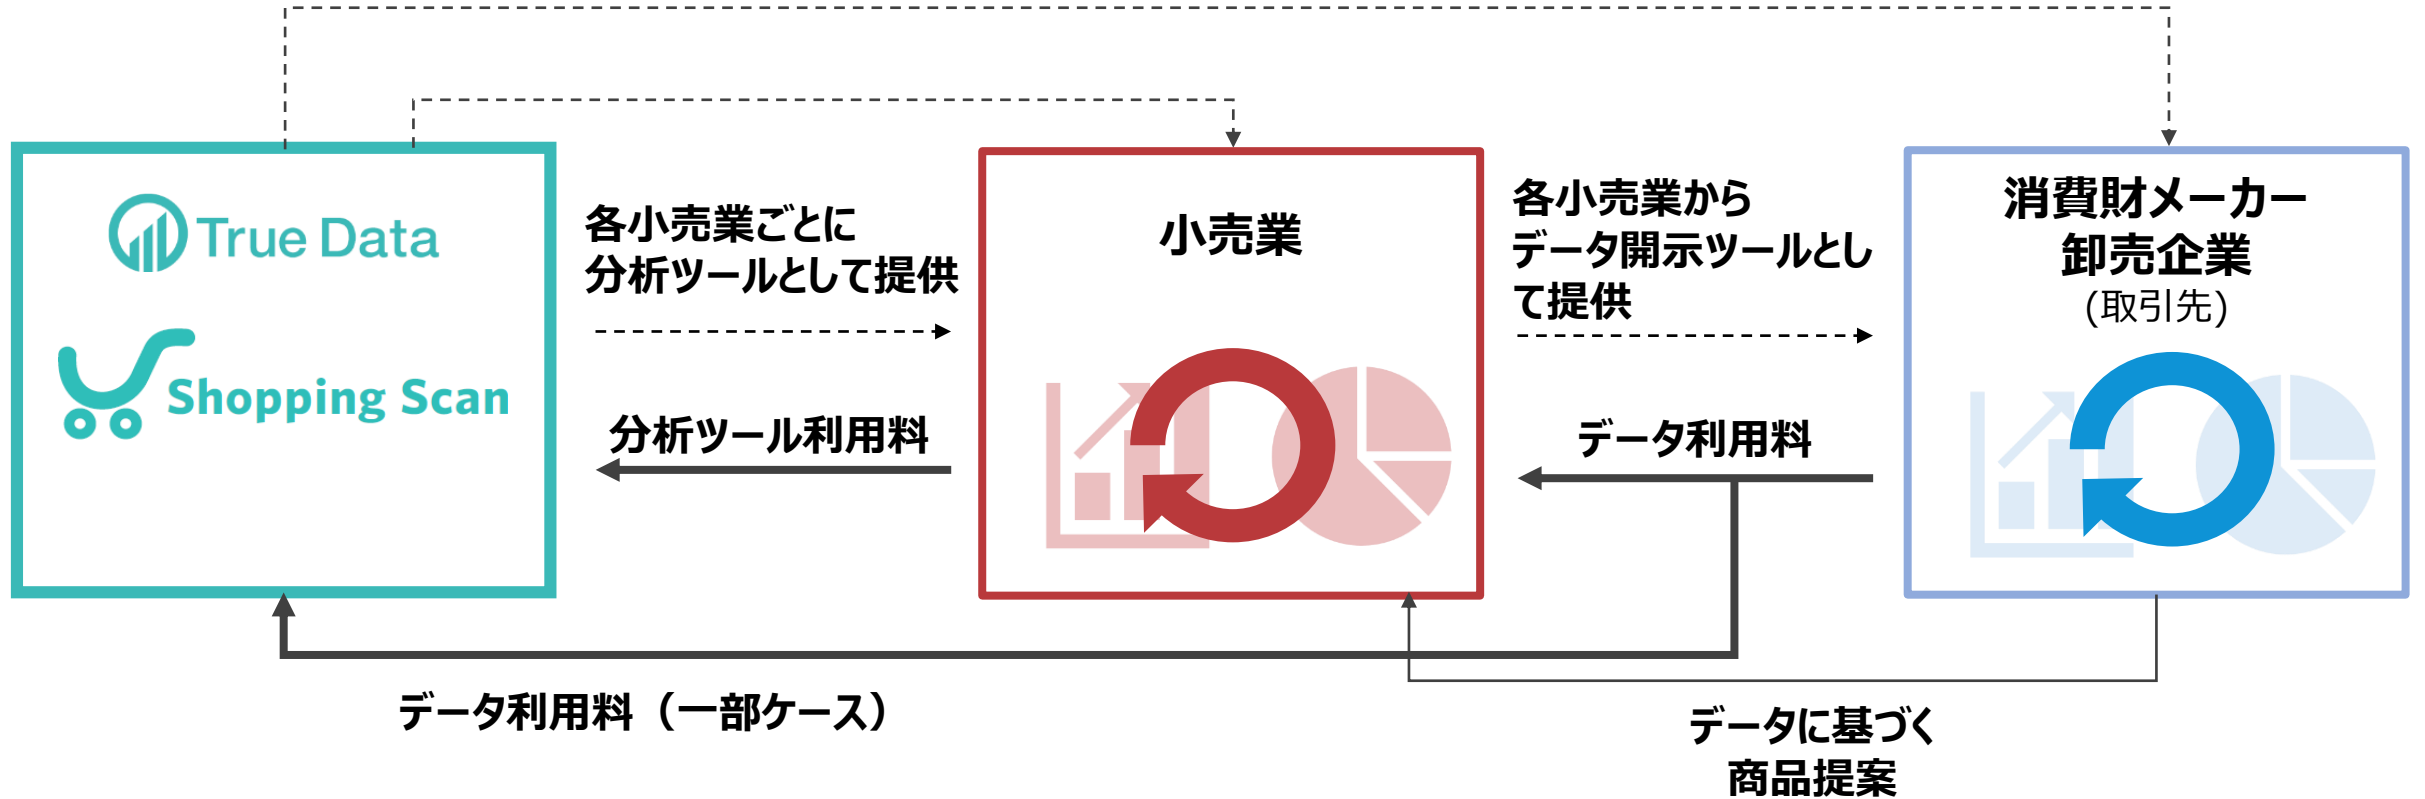 True Data
Shopping Scan
各小売業ごとに
分析ツールとして提供
分析ツール利用料
小売業
各小売業から
データ開示ツールとし
て提供
データ利用料
消費財メーカー
卸売企業
(取引先)
データ利用料（一部ケース）
データに基づく
商品提案